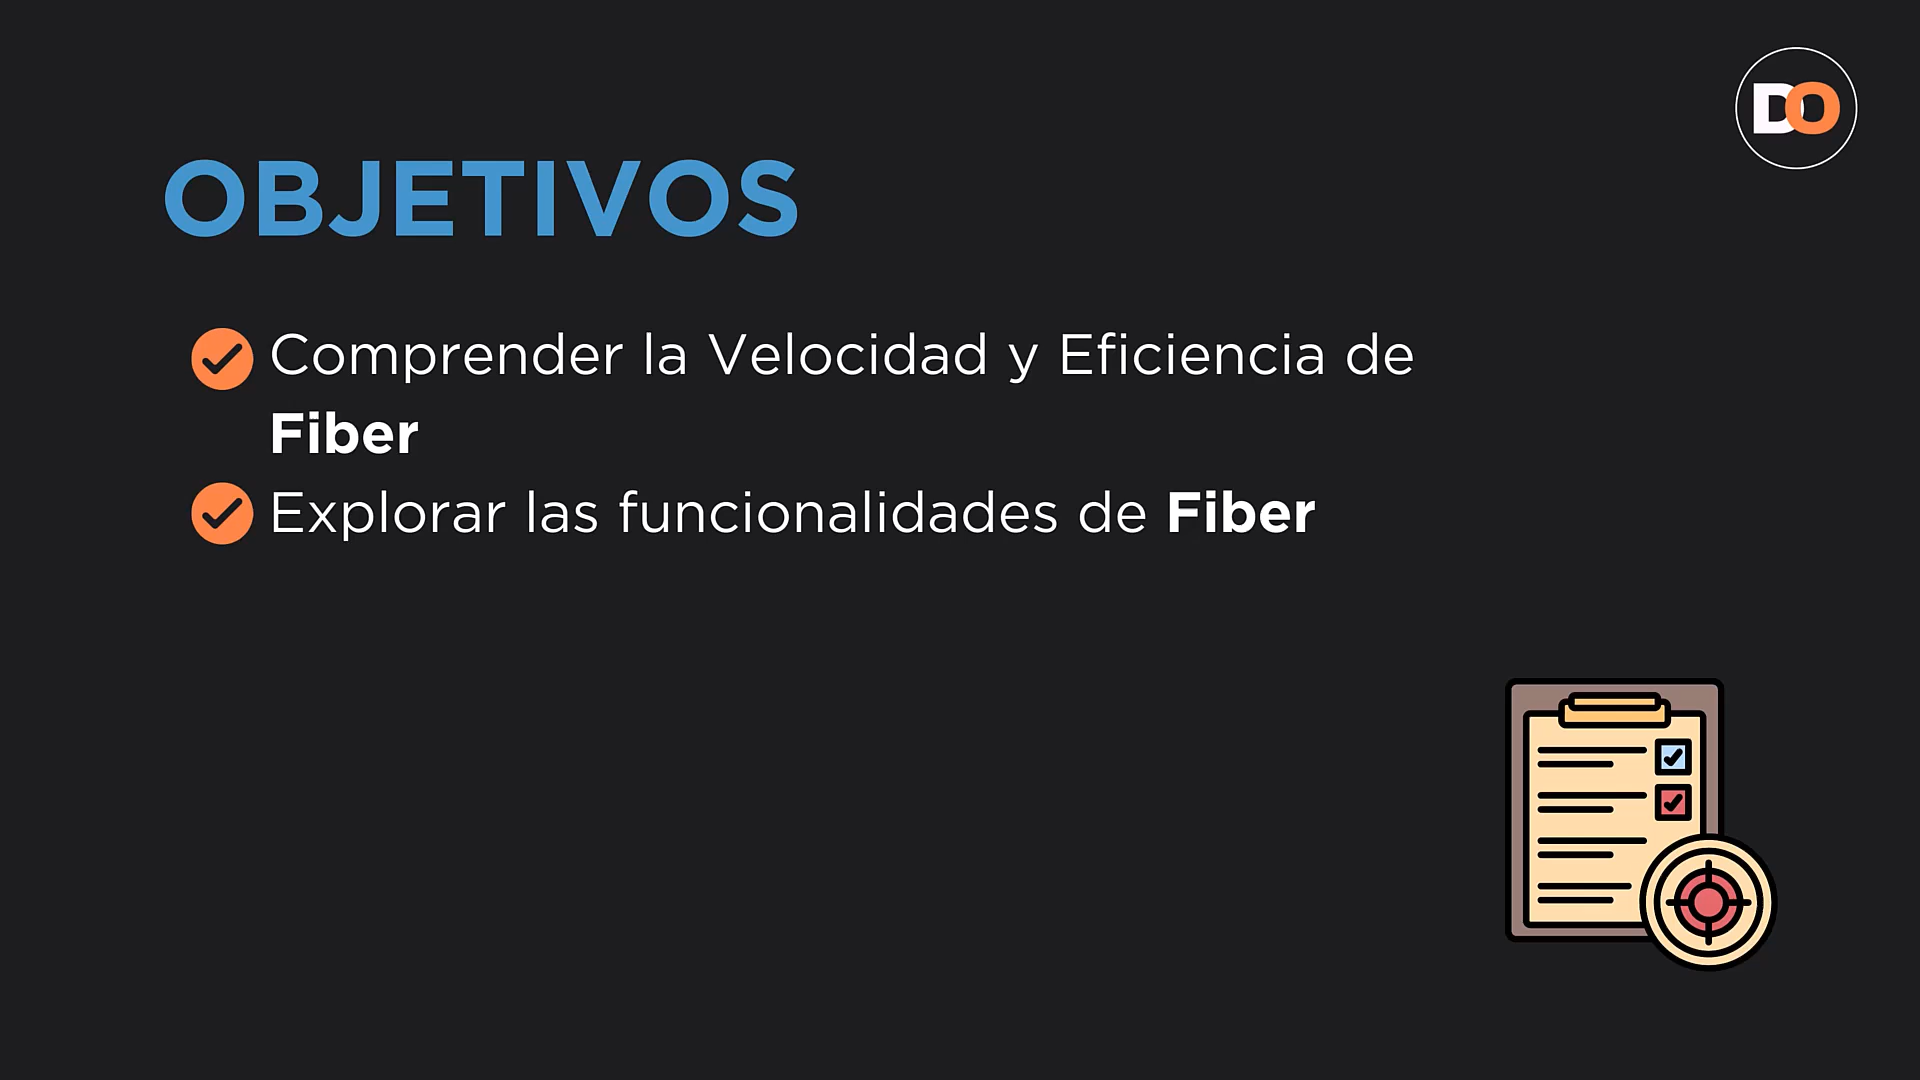 DO
OBJETIVOS
Comprender la Velocidad y Eficiencia de
Fiber
Explorar las funcionalidades de Fiber